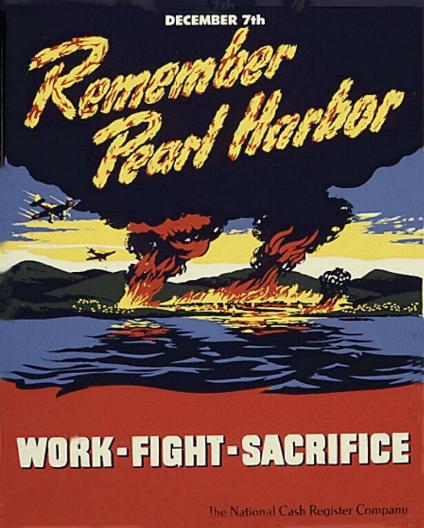 DECEMBER 7th
Remember
Pearl Harbor
WORK-FIGHT-SACRIFICE
The National Cash Register Company